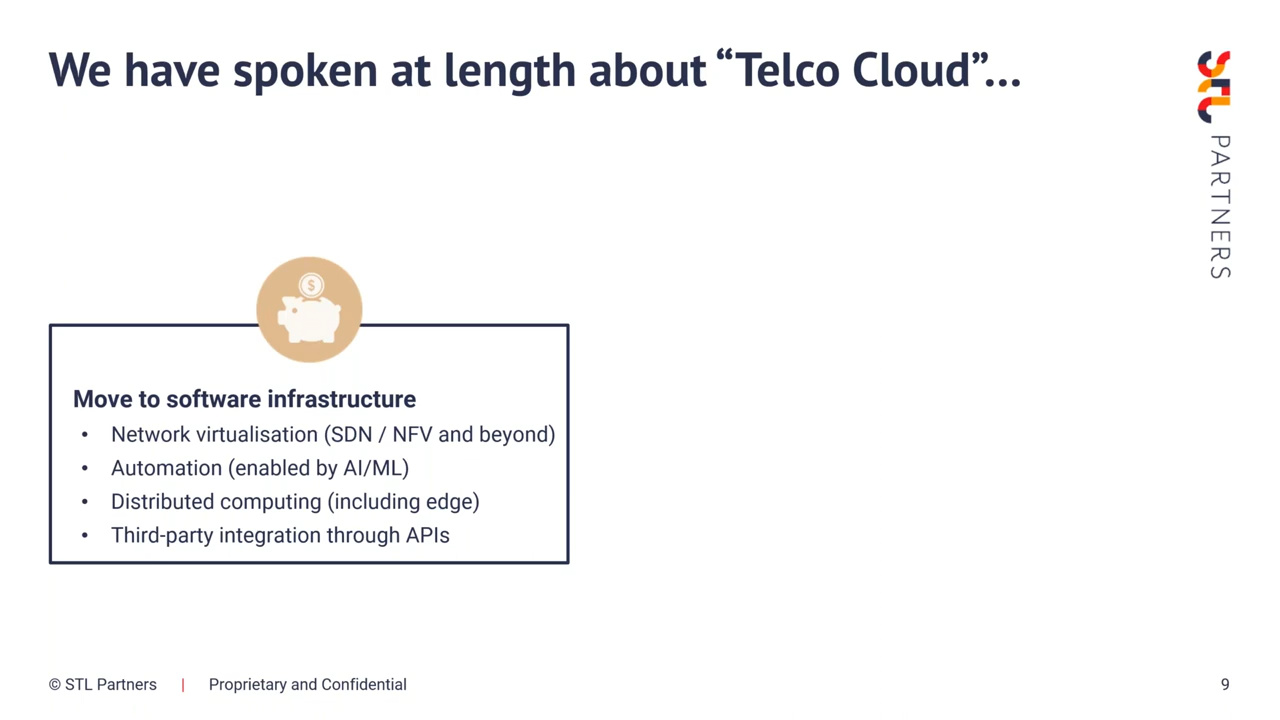 We have spoken at length about “Telco Cloud”...
STL
PARTNERS
$
Move to software infrastructure
• Network virtualisation (SDN / NFV and beyond)
• Automation (enabled by AI/ML)
• Distributed computing (including edge)
• Third-party integration through APIs
© STL Partners | Proprietary and Confidential
9